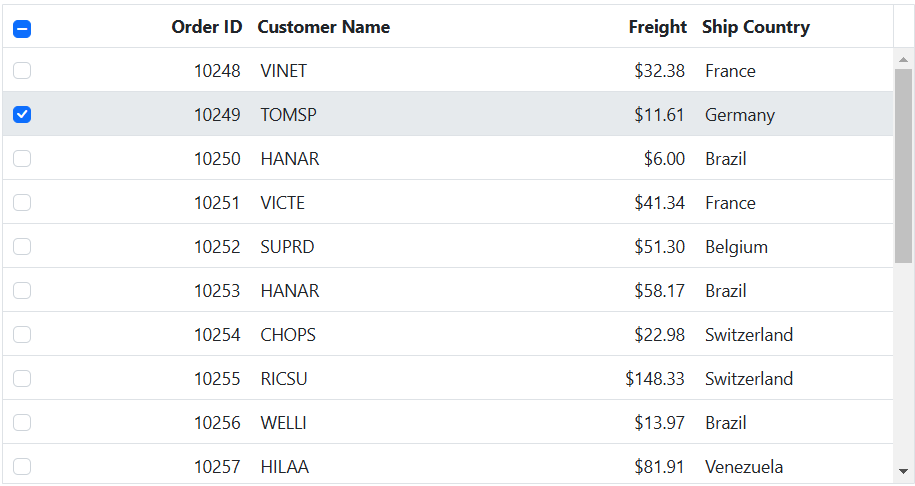 Order ID Customer Name Freight Ship Country
10248 VINET $32.38 France
10249 TOMSP $11.61 Germany
10250 HANAR $6.00 Brazil
10251 VICTE $41.34 France
10252 SUPRD $51.30 Belgium
10253 HANAR $58.17 Brazil
10254 CHOPS $22.98 Switzerland
10255 RICSU $148.33 Switzerland
10256 WELLI $13.97 Brazil
10257 HILAA $81.91 Venezuela